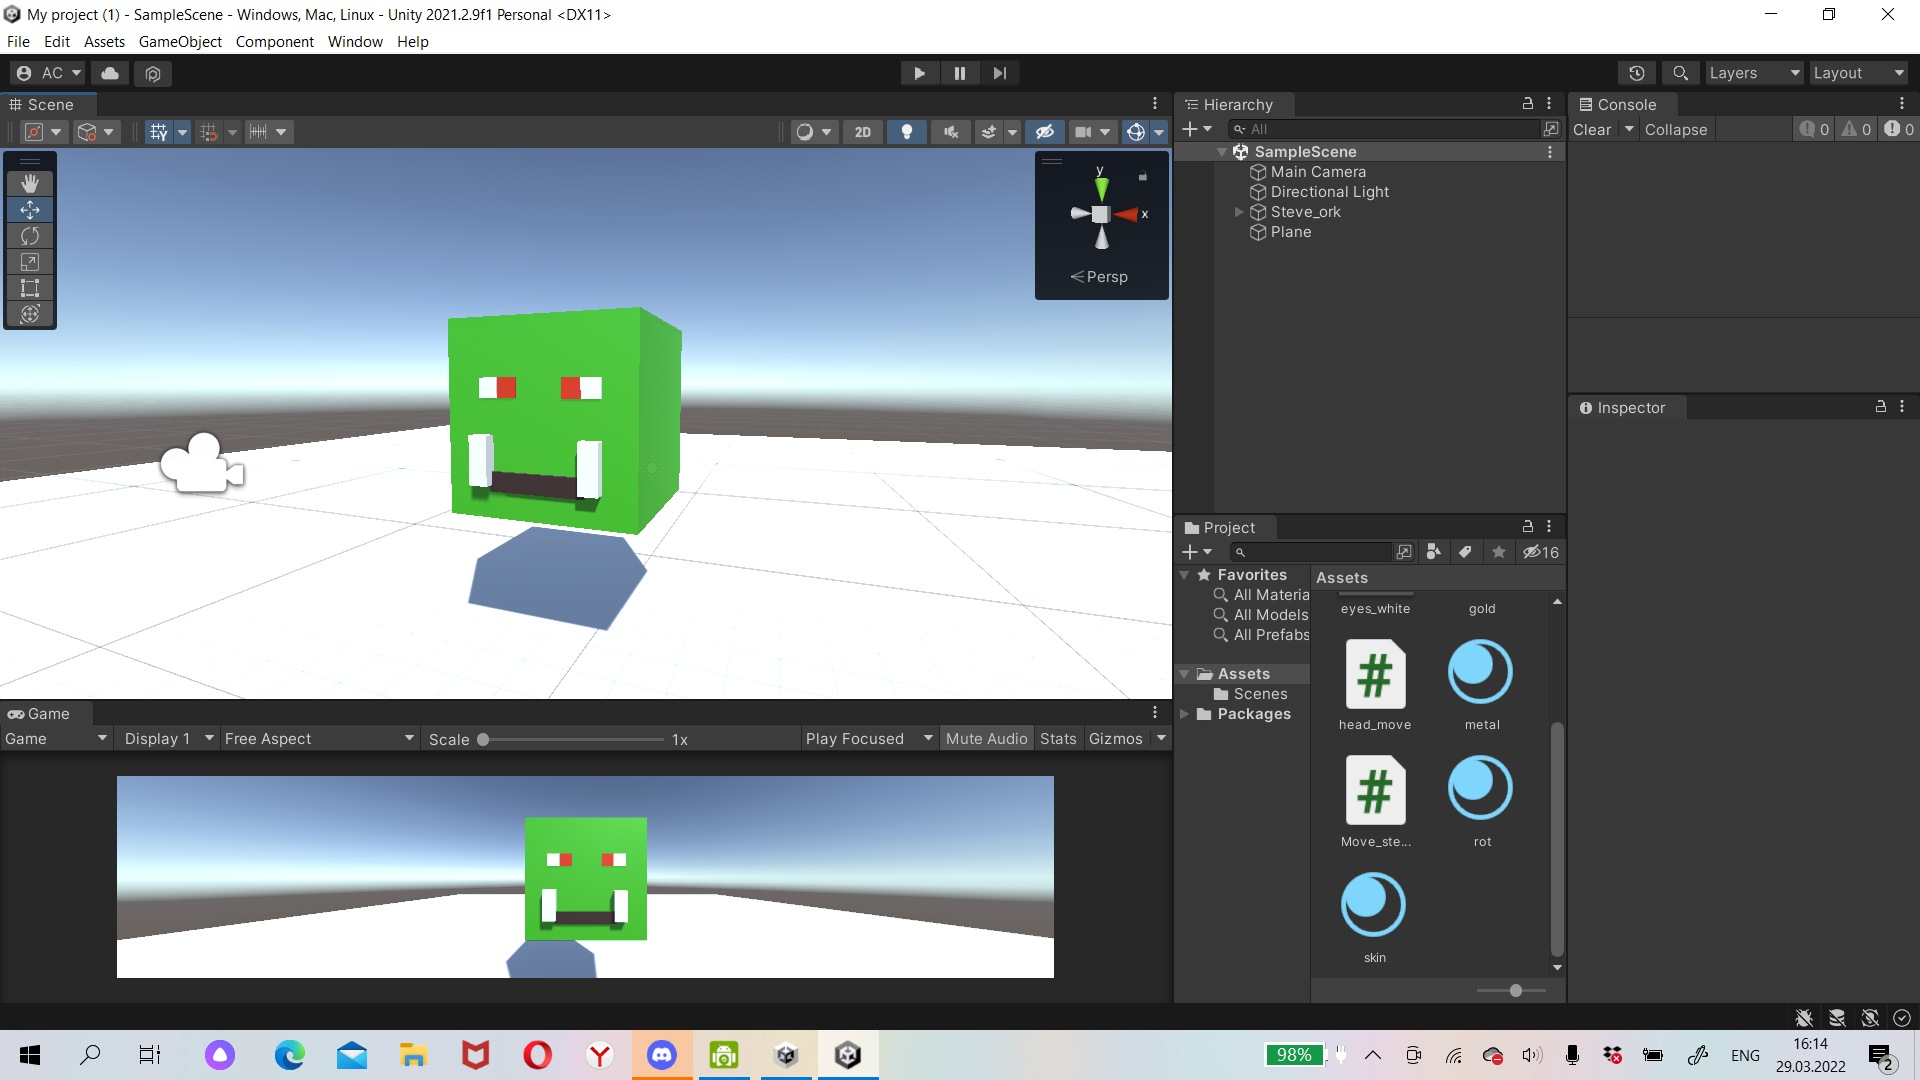 My project (1) - SampleScene - Windows, Mac, Linux - Unity 2021.2.9f1 Personal <DX11>
File Edit Assets GameObject Component Window Help
AC
Layers
Layout
Scene
2D
y
x
Persp
Hierarchy
All
SampleScene
Main Camera
Directional Light
Steve_ork
Plane
Console
Clear
Collapse
0
0
0
Inspector
Project
16
Favorites
All Materia
All Models
All Prefabs
Assets
Scenes
Packages
Assets
eyes_white
gold
head_move
metal
Move_ste...
rot
skin
Game
Game
Display 1
Free Aspect
Scale
1x
Play Focused
Mute Audio
Stats
Gizmos
98%
ENG
16:14
29.03.2022
2